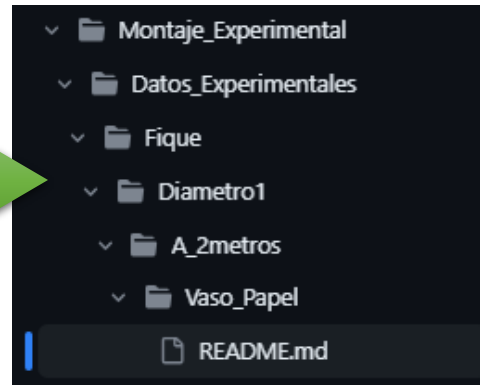 Montaje_Experimental
Datos_Experimentales
Fique
Diametro1
A_2metros
Vaso_Papel
README.md